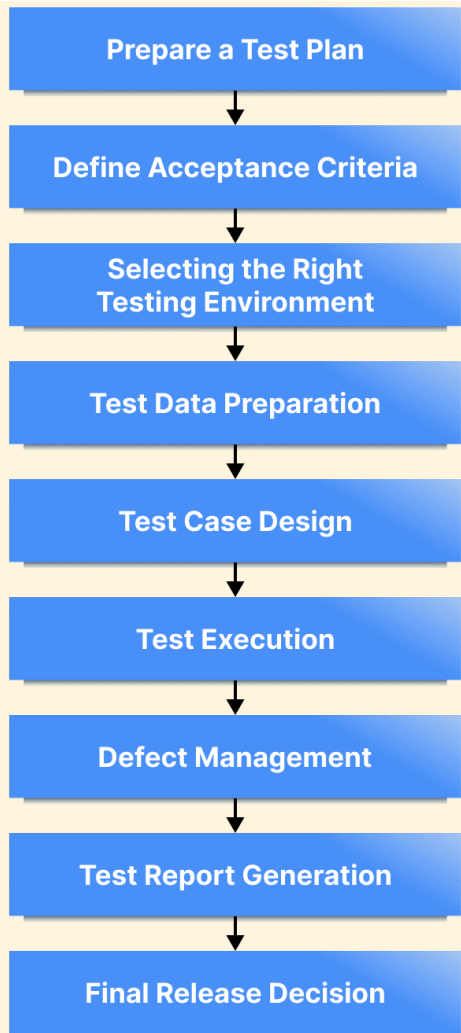 Prepare a Test Plan
Define Acceptance Criteria
Selecting the Right
Testing Environment
Test Data Preparation
Test Case Design
Test Execution
Defect Management
Test Report Generation
Final Release Decision